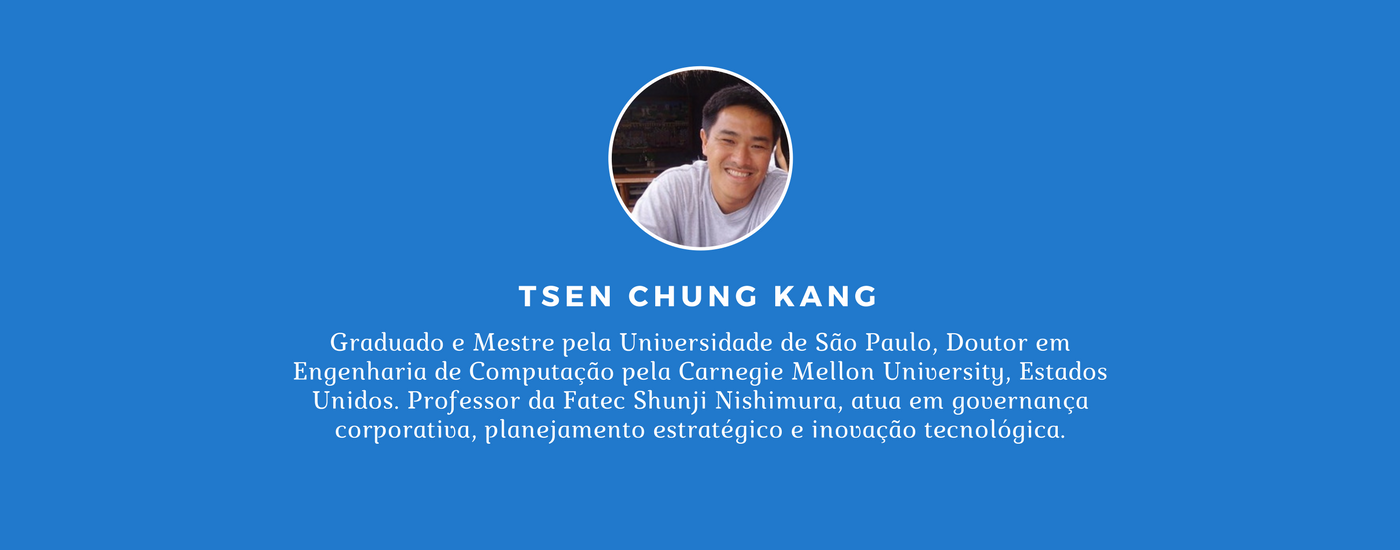 TSEN CHUNG KANG
Graduado e Mestre pela Universidade de São Paulo, Doutor em
Engenharia de Computação pela Carnegie Mellon University, Estados
Unidos. Professor da Fatec Shunji Nishimura, atua em governança
corporativa, planejamento estratégico e inovação tecnológica.